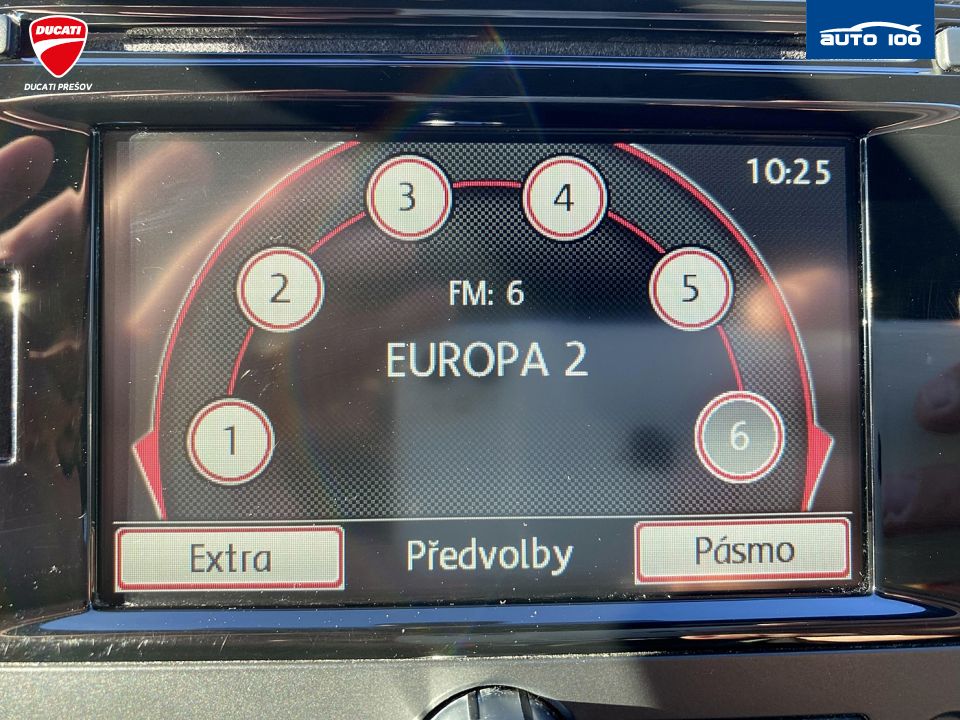 DUCATI
DUCATI PREŠOV
AUTO 100
10:25
3
4
2
5
FM: 6
EUROPA 2
1
6
Extra
Předvolby
Pásmo